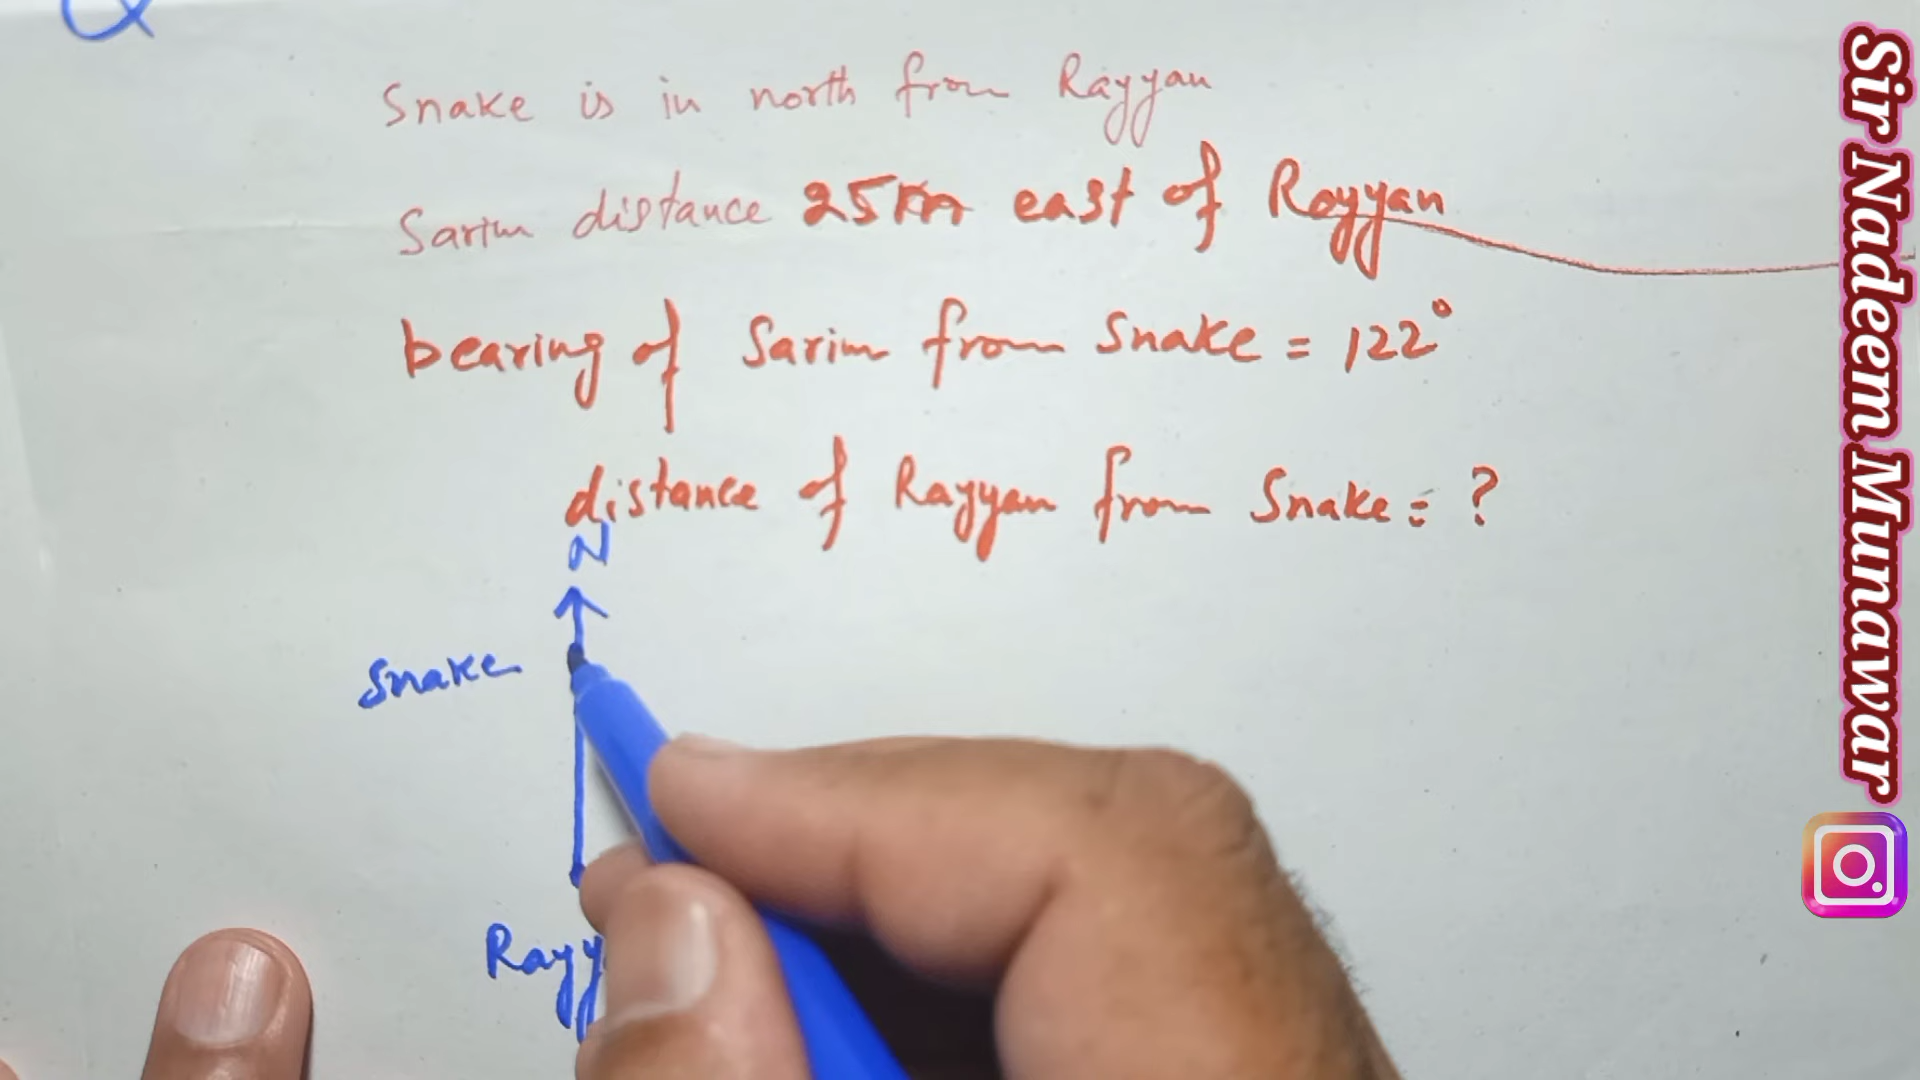 Snake is in north from Rayyan
Sarim distance 25km east of Rayyan
bearing of Sarim from Snake = 122°
distance of Rayyan from Snake = ?
N
Snake
Sir Nadeem Munawar